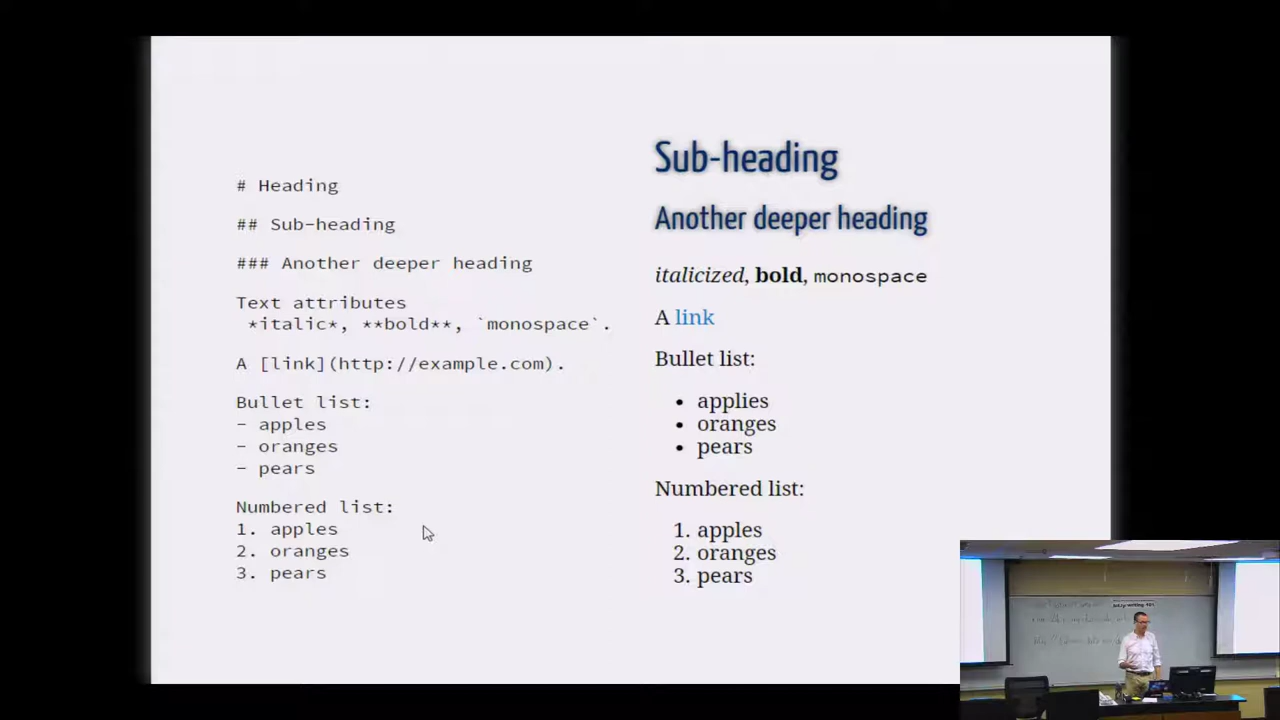 # Heading
## Sub-heading
### Another deeper heading
Text attributes
*italic*, **bold**, `monospace`.
A [link](http://example.com).
Bullet list:
- apples
- oranges
- pears
Numbered list:
1. apples
2. oranges
3. pears
Sub-heading
Another deeper heading
italicized, bold, monospace
A link
Bullet list:
• applies
• oranges
• pears
Numbered list:
1. apples
2. oranges
3. pears